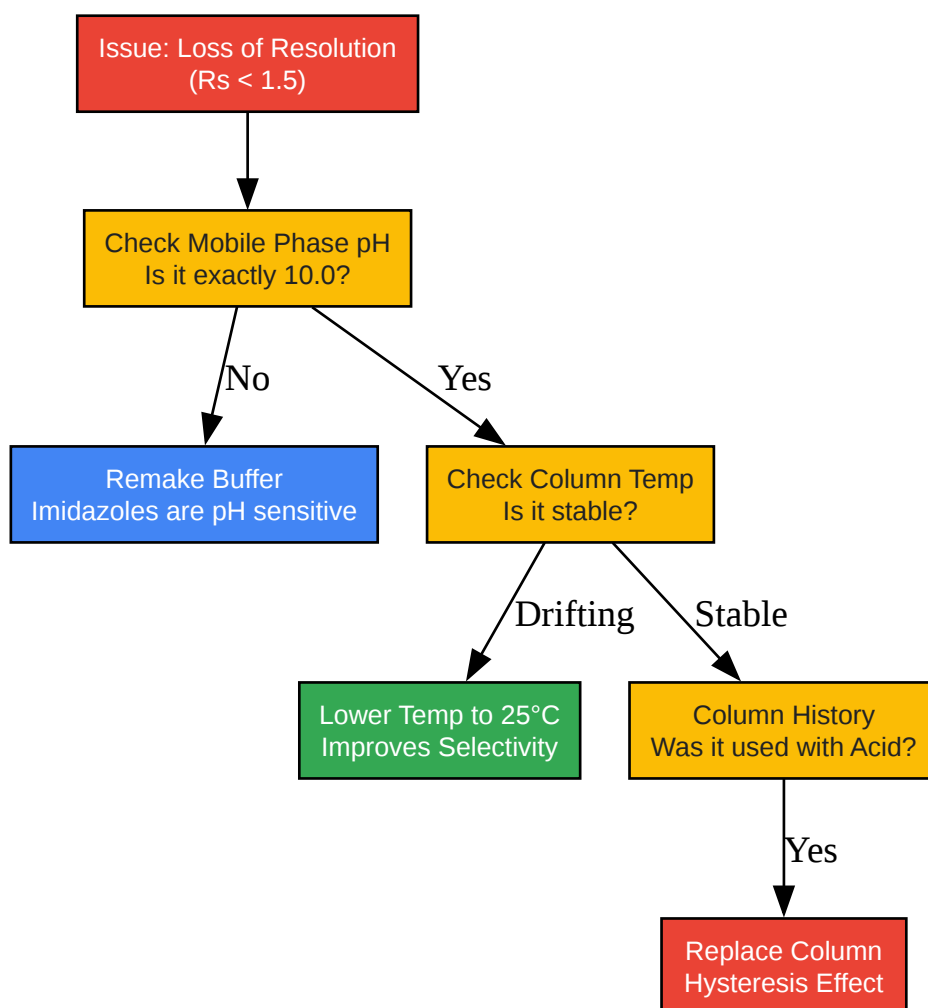 Issue: Loss of Resolution
(Rs < 1.5)
Check Mobile Phase pH
Is it exactly 10.0?
No
Yes
Remake Buffer
Imidazoles are pH sensitive
Check Column Temp
Is it stable?
Drifting
Stable
Lower Temp to 25°C
Improves Selectivity
Column History
Was it used with Acid?
Yes
Replace Column
Hysteresis Effect